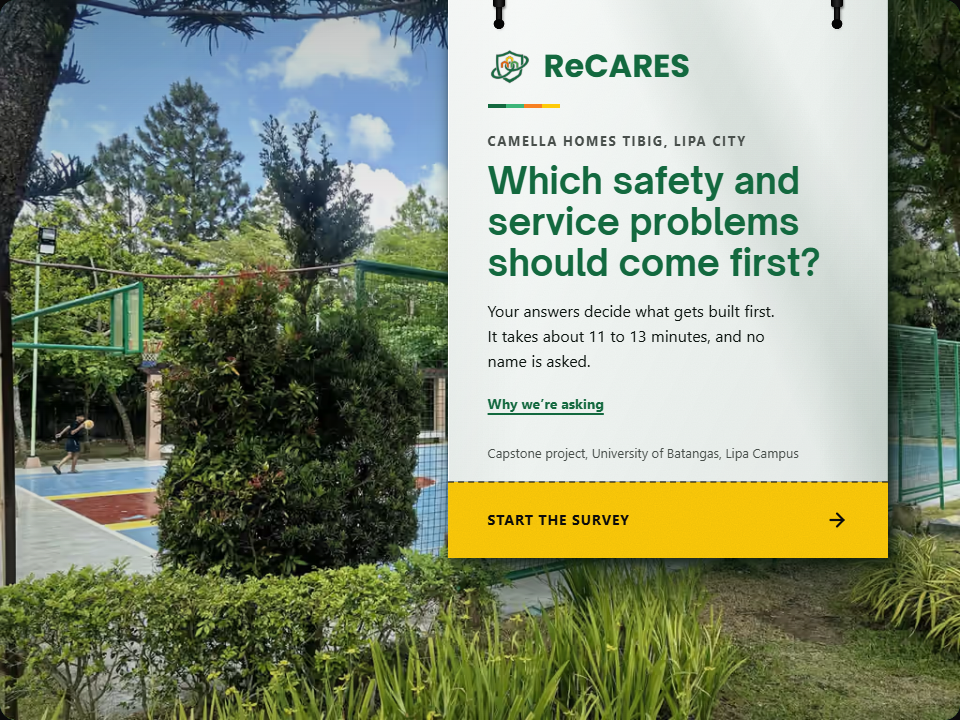 ReCARES
CAMELLA HOMES TIBIG, LIPA CITY
Which safety and
service problems
should come first?
Your answers decide what gets built first.
It takes about 11 to 13 minutes, and no
name is asked.
Why we’re asking
Capstone project, University of Batangas, Lipa Campus
START THE SURVEY